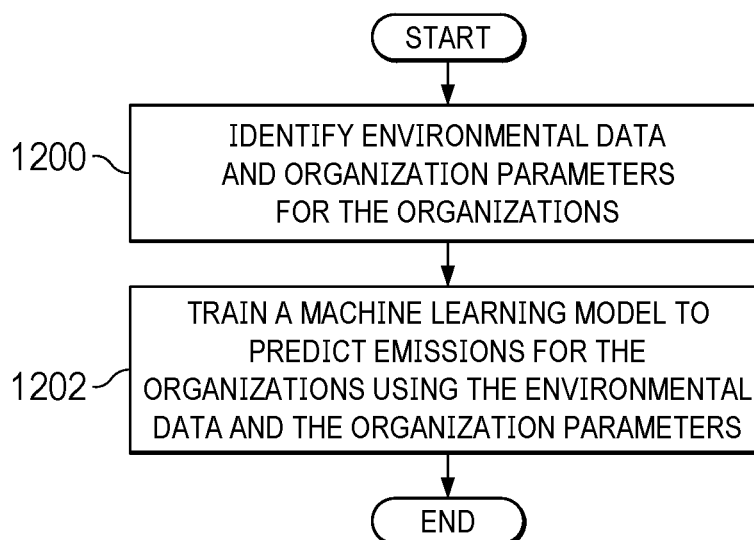 START
1200
IDENTIFY ENVIRONMENTAL DATA
AND ORGANIZATION PARAMETERS
FOR THE ORGANIZATIONS
1202
TRAIN A MACHINE LEARNING MODEL TO
PREDICT EMISSIONS FOR THE
ORGANIZATIONS USING THE ENVIRONMENTAL
DATA AND THE ORGANIZATION PARAMETERS
END